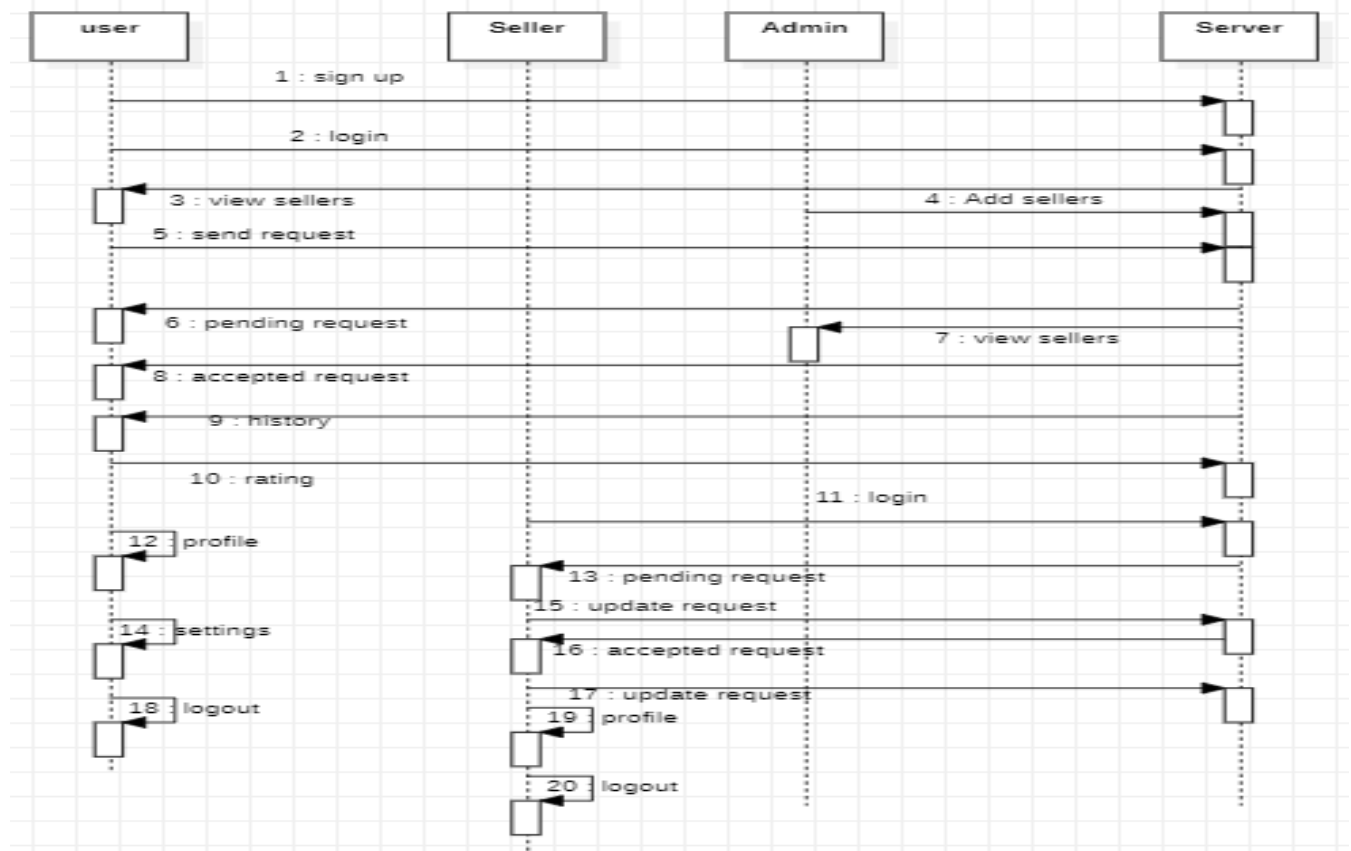 user
Seller
Admin
Server
1 : sign up
2 : login
3 : view sellers
4 : Add sellers
5 : send request
6 : pending request
7 : view sellers
8 : accepted request
9 : history
10 : rating
11 : login
12 : profile
13 : pending request
15 : update request
14 : settings
16 : accepted request
17 : update request
18 : logout
19 : profile
20 : logout